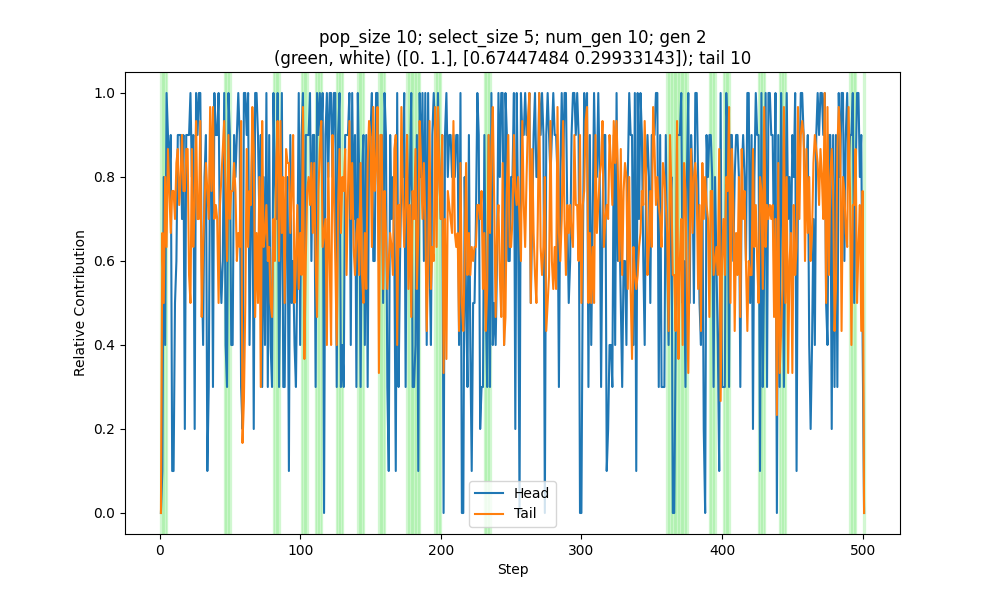 pop_size 10; select_size 5; num_gen 10; gen 2
(green, white) ([0. 1.], [0.67447484 0.29933143]); tail 10
1.0
0.8
0.6
0.4
0.2
0.0
Relative Contribution
Head
Tail
0 100 200 300 400 500
Step